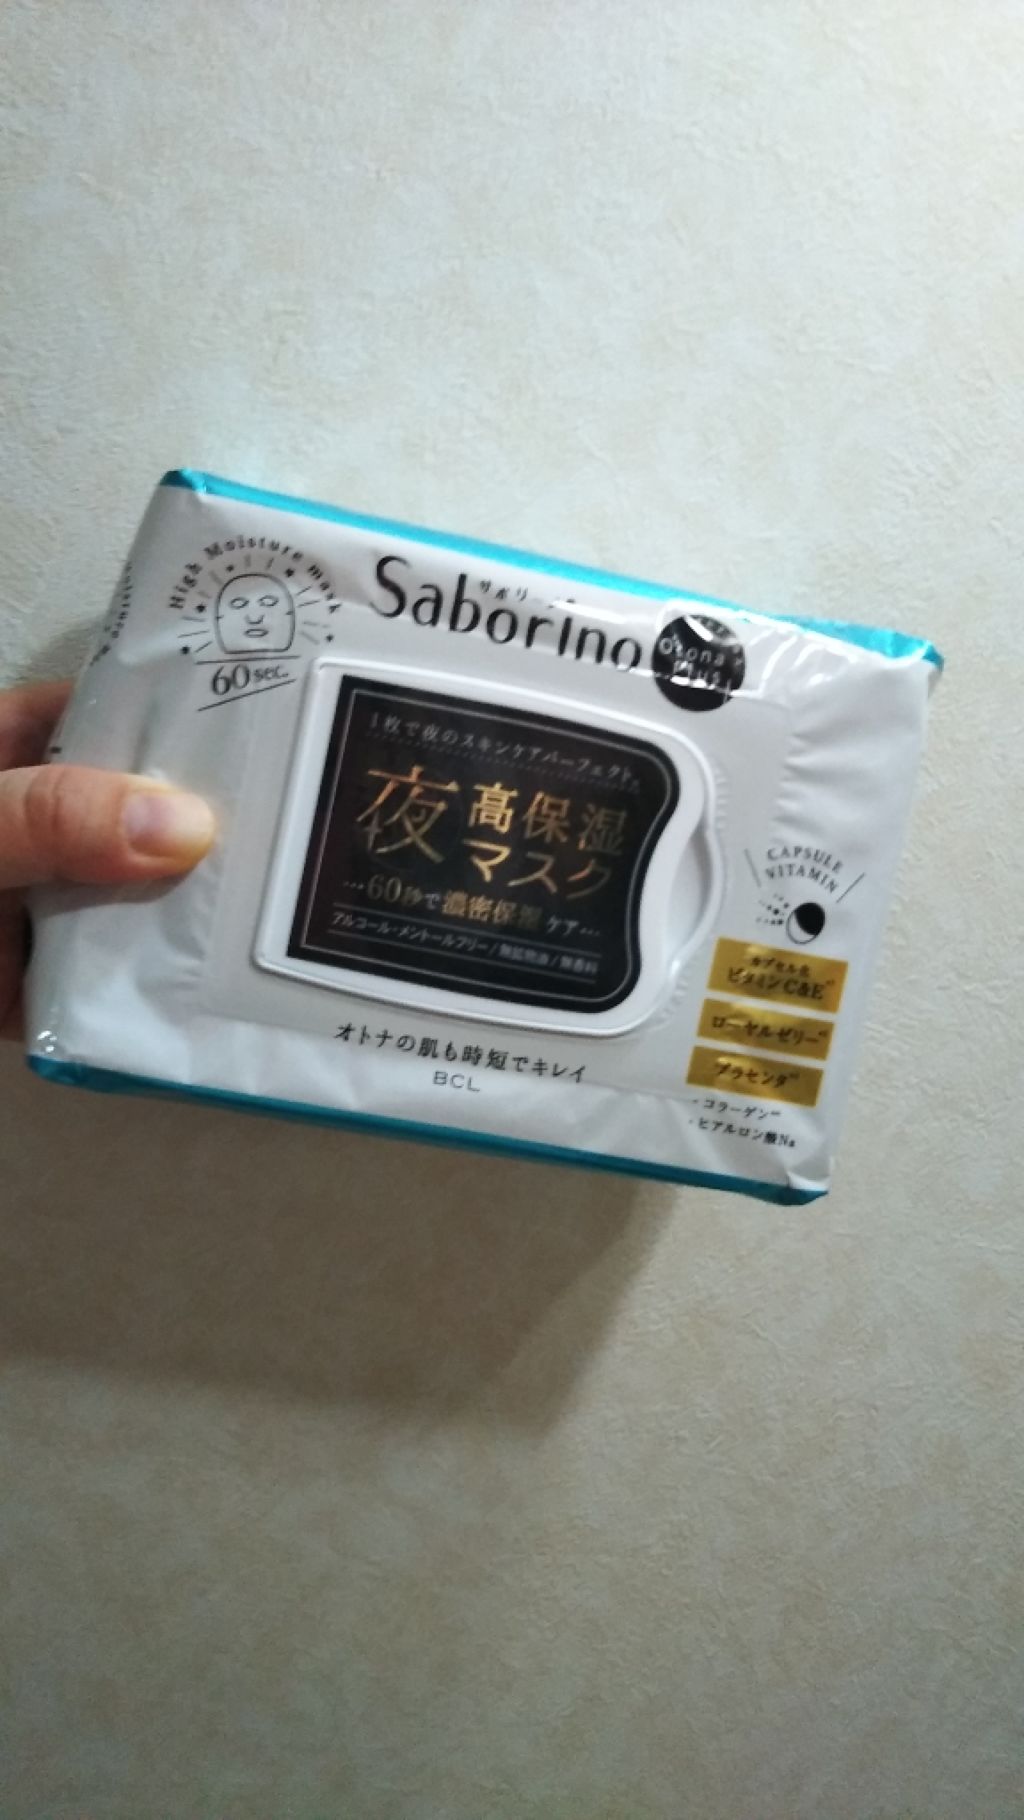 High Moisture mask
60sec.
サボリーノ
Saborino
Otona
Plus
1枚で夜のスキンケアパーフェクト。
夜 高保湿
マスク
…60秒で濃密保湿ケア…
アルコール・メントールフリー/無鉱物油/無香料
オトナの肌も時短でキレイ
BCL
CAPSULE
VITAMIN
カプセル化
ビタミンC&E
ローヤルゼリー
プラセンタ
・コラーゲン
・ヒアルロン酸Na